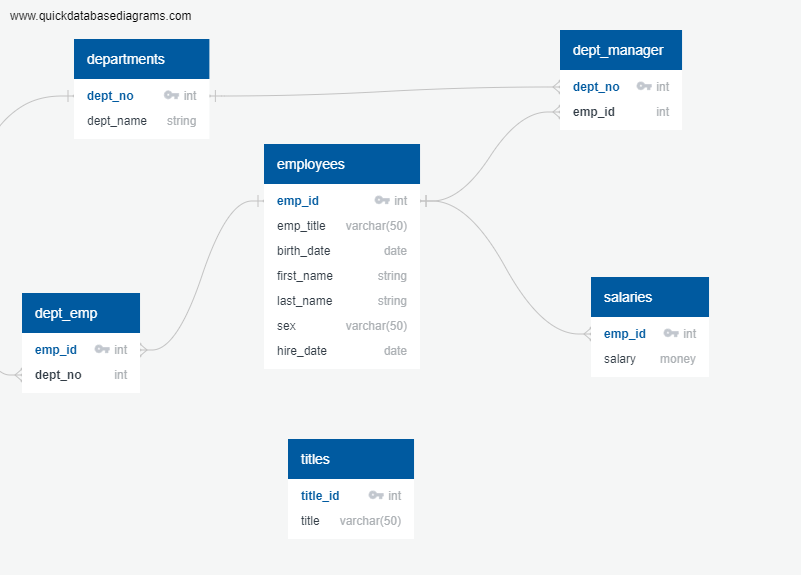 www.quickdatabasediagrams.com
departments
dept_no int
dept_name string
dept_manager
dept_no int
emp_id int
employees
emp_id int
emp_title varchar(50)
birth_date date
first_name string
last_name string
sex varchar(50)
hire_date date
dept_emp
emp_id int
dept_no int
salaries
emp_id int
salary money
titles
title_id int
title varchar(50)